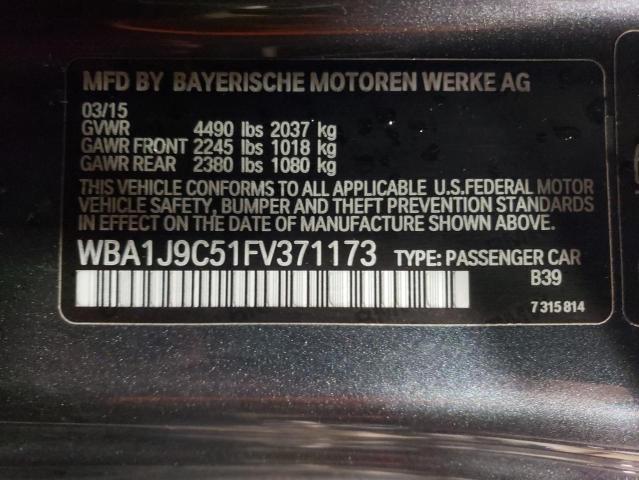 MFD BY BAYERISCHE MOTOREN WERKE AG
03/15
GVWR 4490 lbs 2037 kg
GAWR FRONT 2245 lbs 1018 kg
GAWR REAR 2380 lbs 1080 kg
THIS VEHICLE CONFORMS TO ALL APPLICABLE U.S.FEDERAL MOTOR
VEHICLE SAFETY, BUMPER AND THEFT PREVENTION STANDARDS
IN EFFECT ON THE DATE OF MANUFACTURE SHOWN ABOVE
WBA1J9C51FV371173 TYPE: PASSENGER CAR
B39
7 315 814